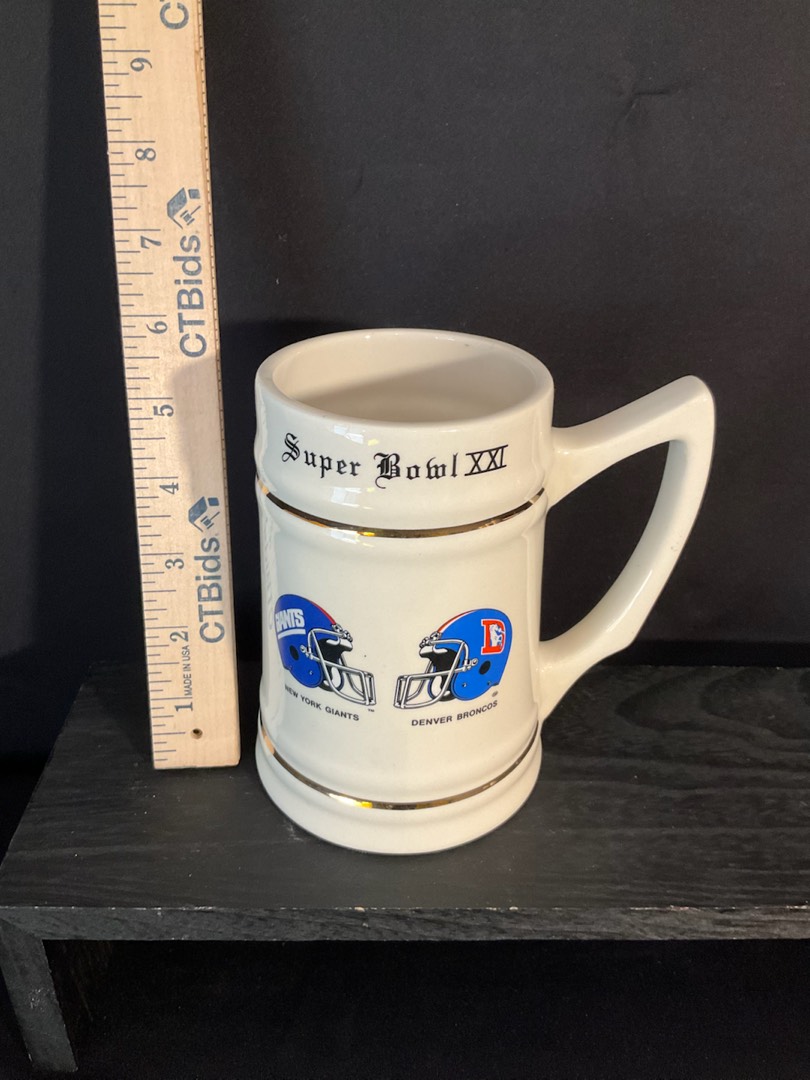 C
9
8
7
CTBids
6
5
4
3
CTBids
2
1
MADE IN USA
Super Bowl XXI
GIANTS
D
NEW YORK GIANTS
™
DENVER BRONCOS
®